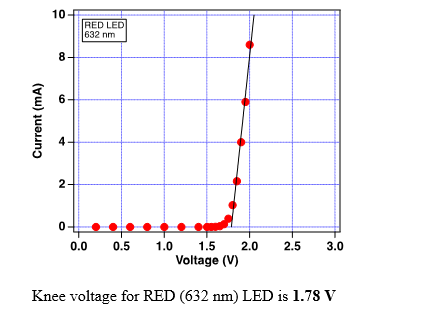 RED LED
632 nm
10
8
6
4
2
0
Current (mA)
0.0 0.5 1.0 1.5 2.0 2.5 3.0
Voltage (V)
Knee voltage for RED (632 nm) LED is 1.78 V